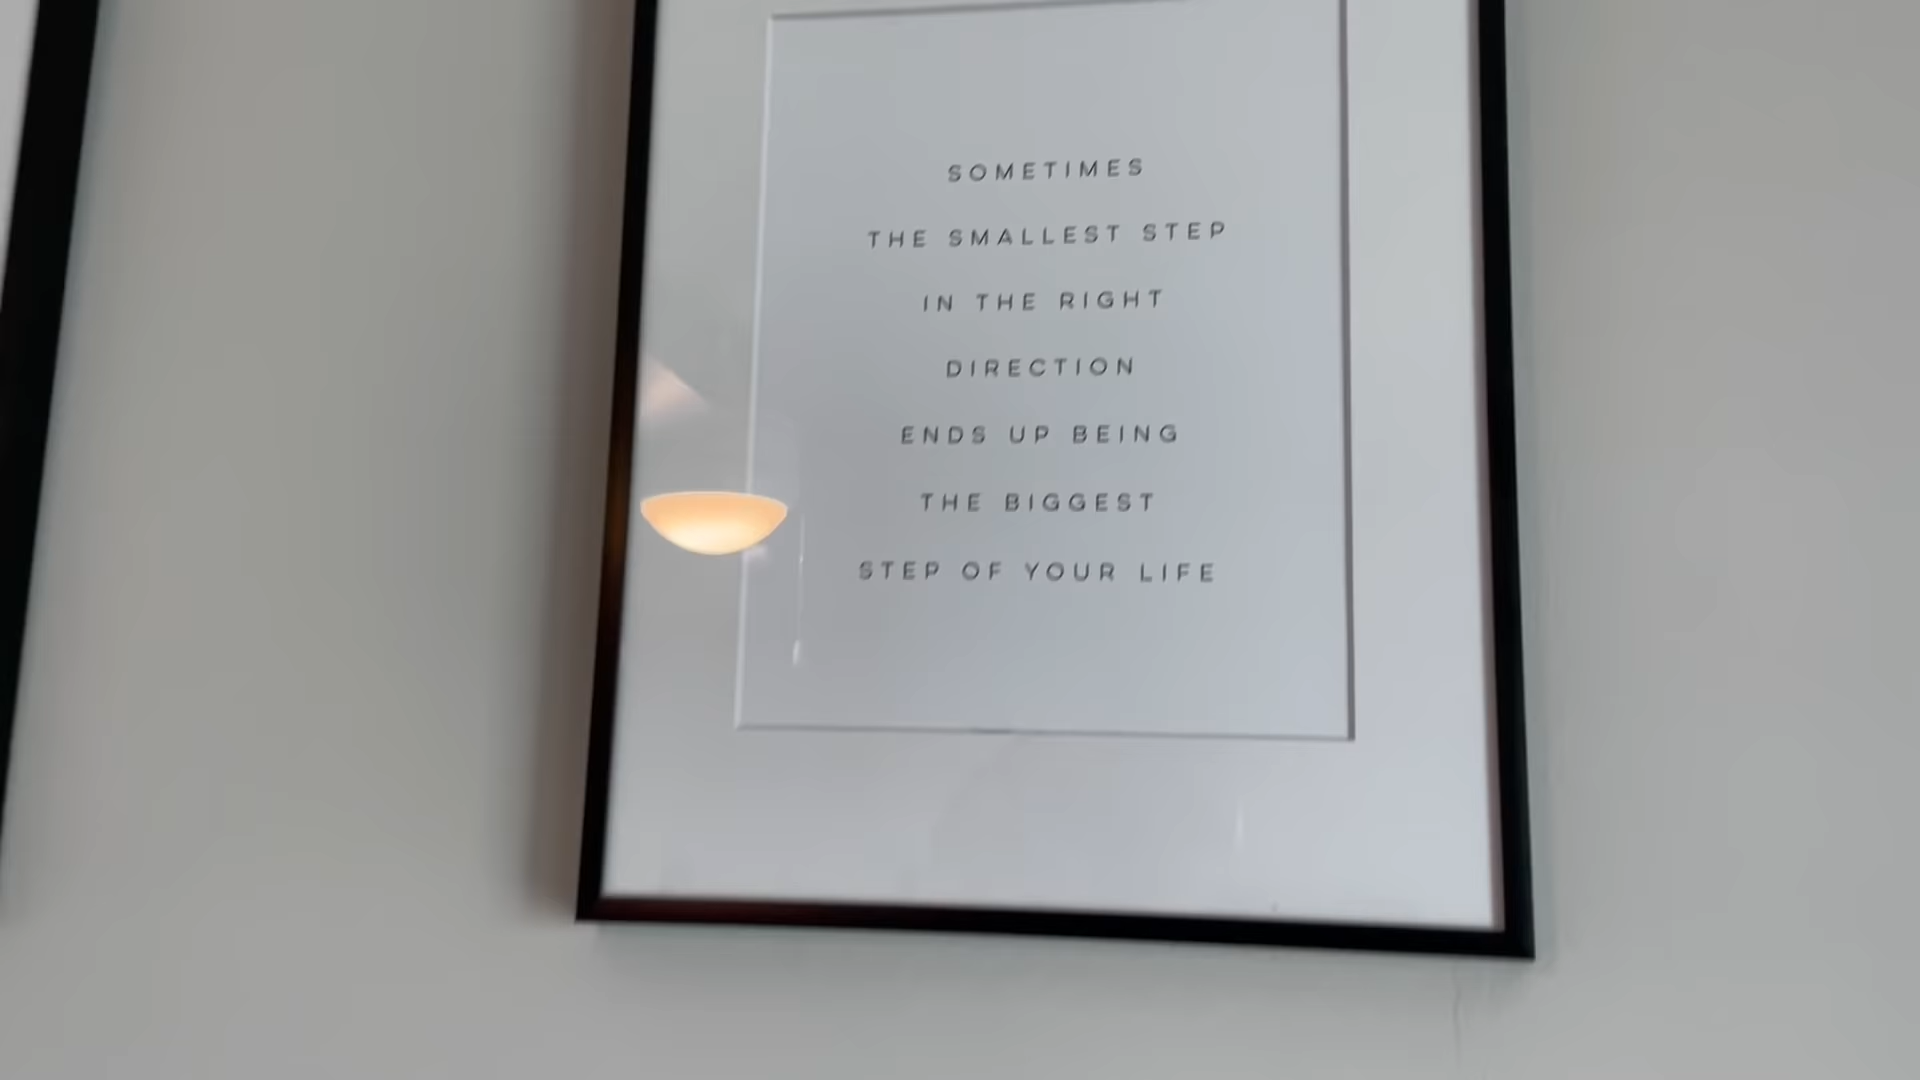 SOMETIMES
THE SMALLEST STEP
IN THE RIGHT
DIRECTION
ENDS UP BEING
THE BIGGEST
STEP OF YOUR LIFE